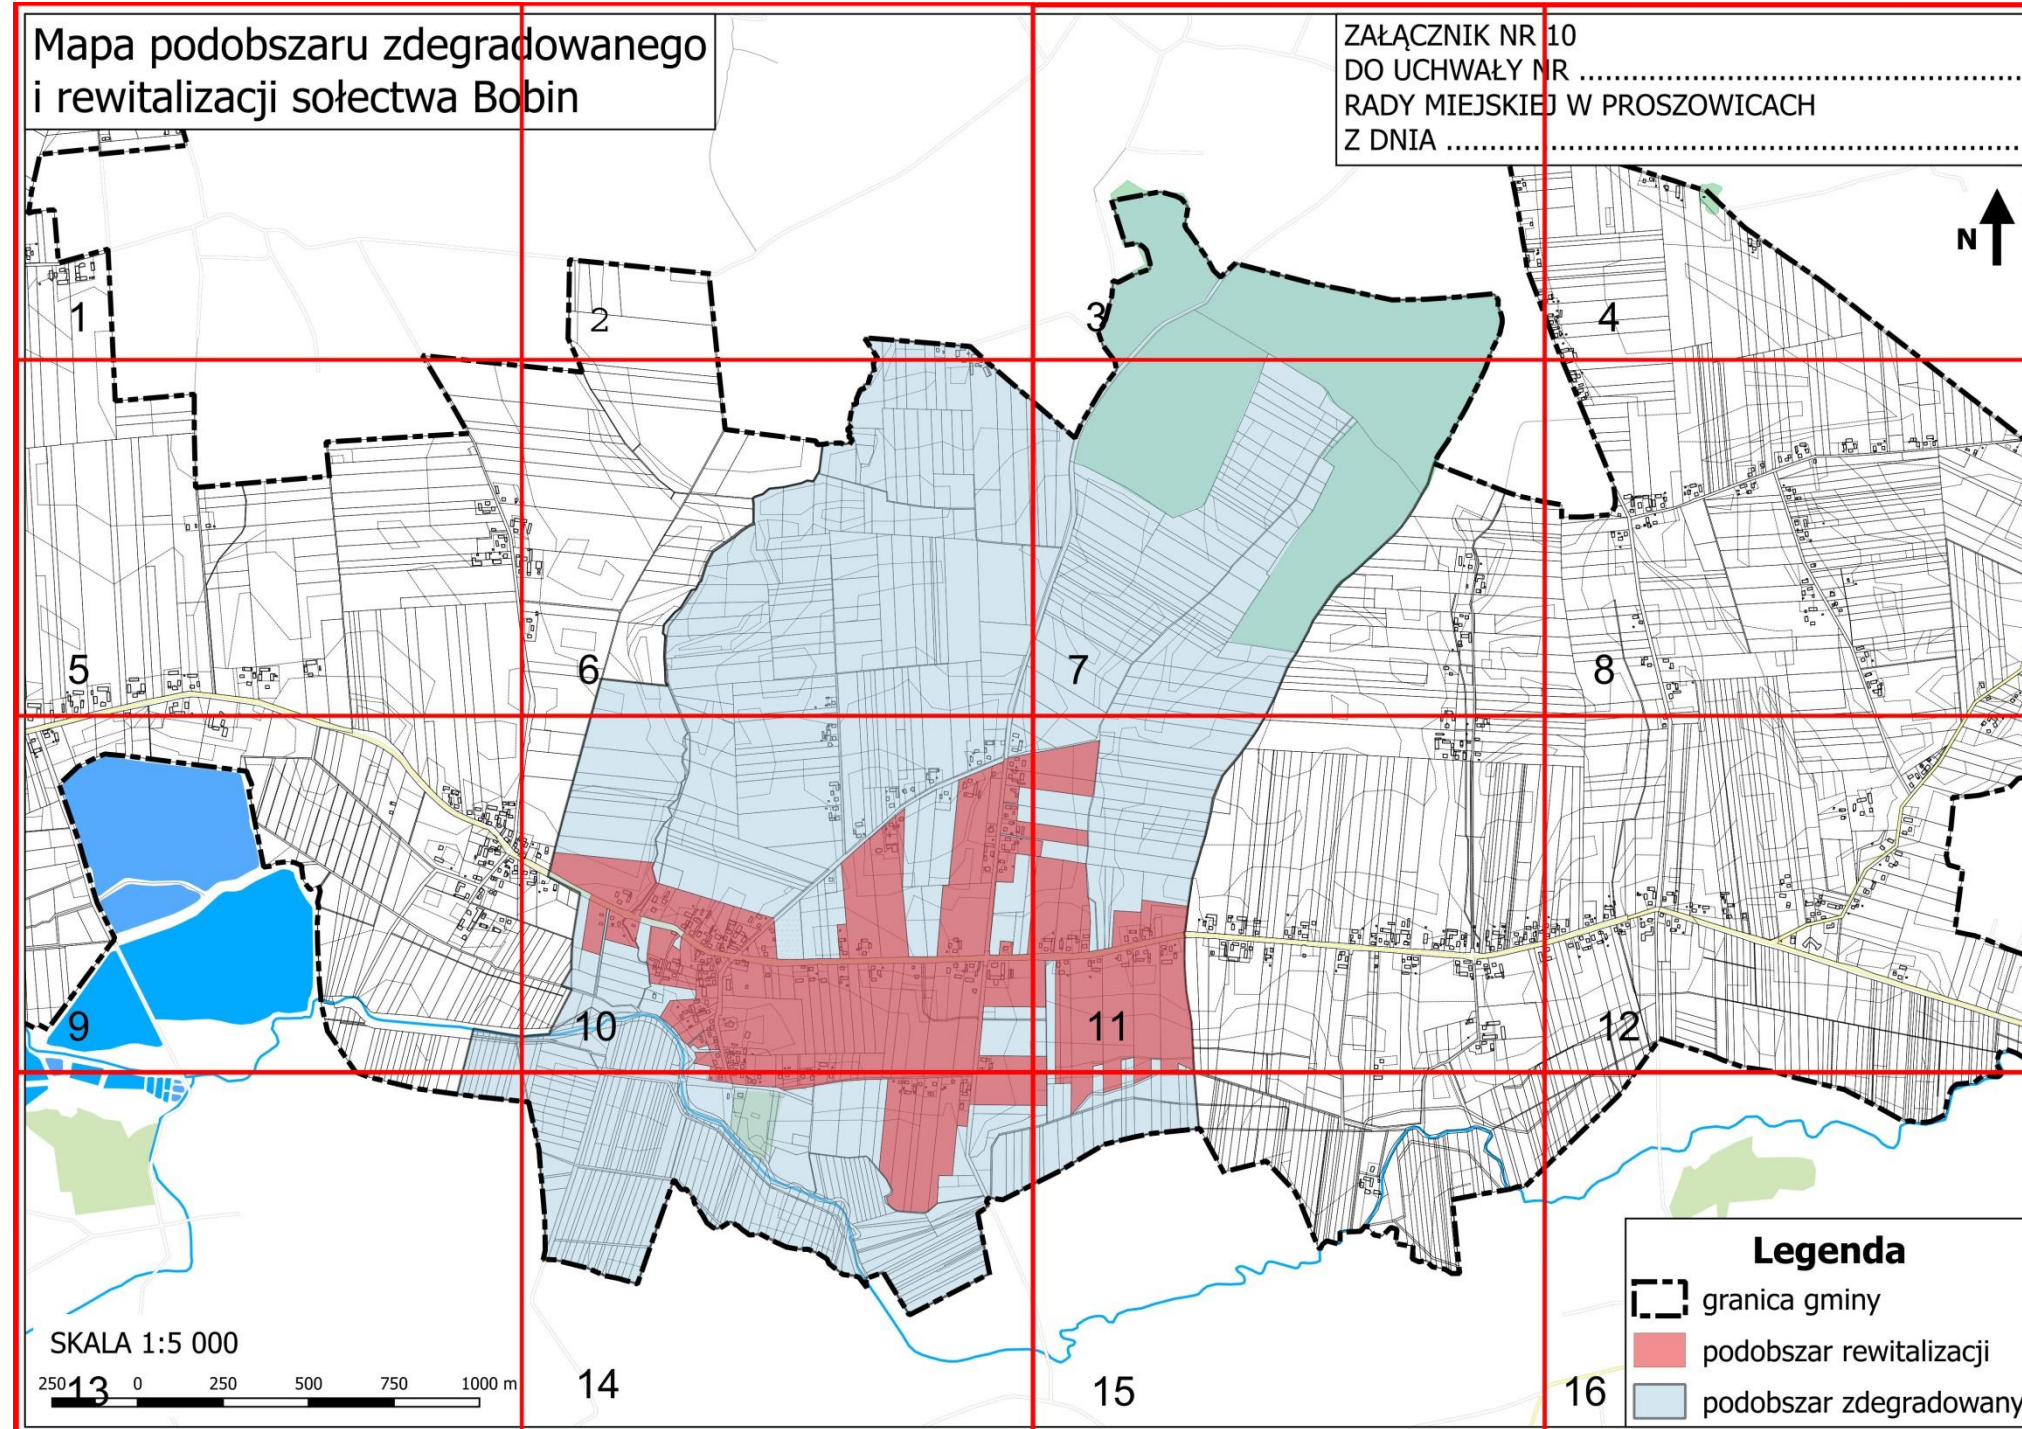 Mapa podobszaru zdegradowanego
i rewitalizacji sołectwa Bobin
ZAŁĄCZNIK NR 10
DO UCHWAŁY NR ........................................
RADY MIEJSKIEJ W PROSZOWICACH
Z DNIA .....................................................
N
1
2
3
4
5
6
7
8
9
10
11
12
13
14
15
16
SKALA 1:5 000
250 0 250 500 750 1000 m
Legenda
granica gminy
podobszar rewitalizacji
podobszar zdegradowany